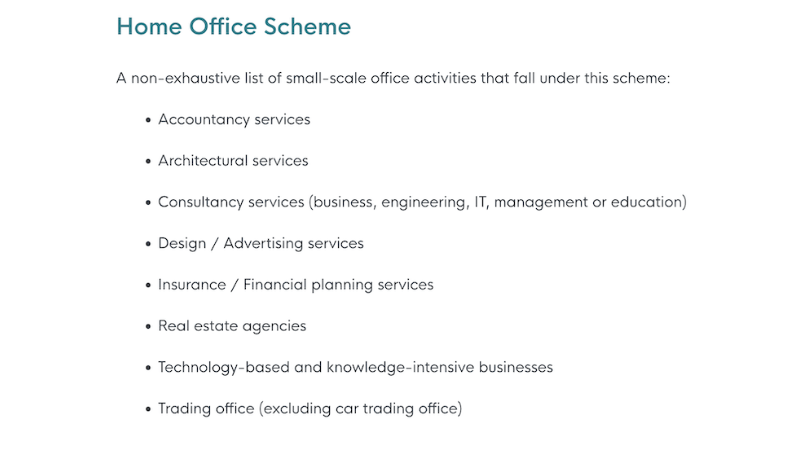 Home Office Scheme
A non-exhaustive list of small-scale office activities that fall under this scheme:
• Accountancy services
• Architectural services
• Consultancy services (business, engineering, IT, management or education)
• Design / Advertising services
• Insurance / Financial planning services
• Real estate agencies
• Technology-based and knowledge-intensive businesses
• Trading office (excluding car trading office)